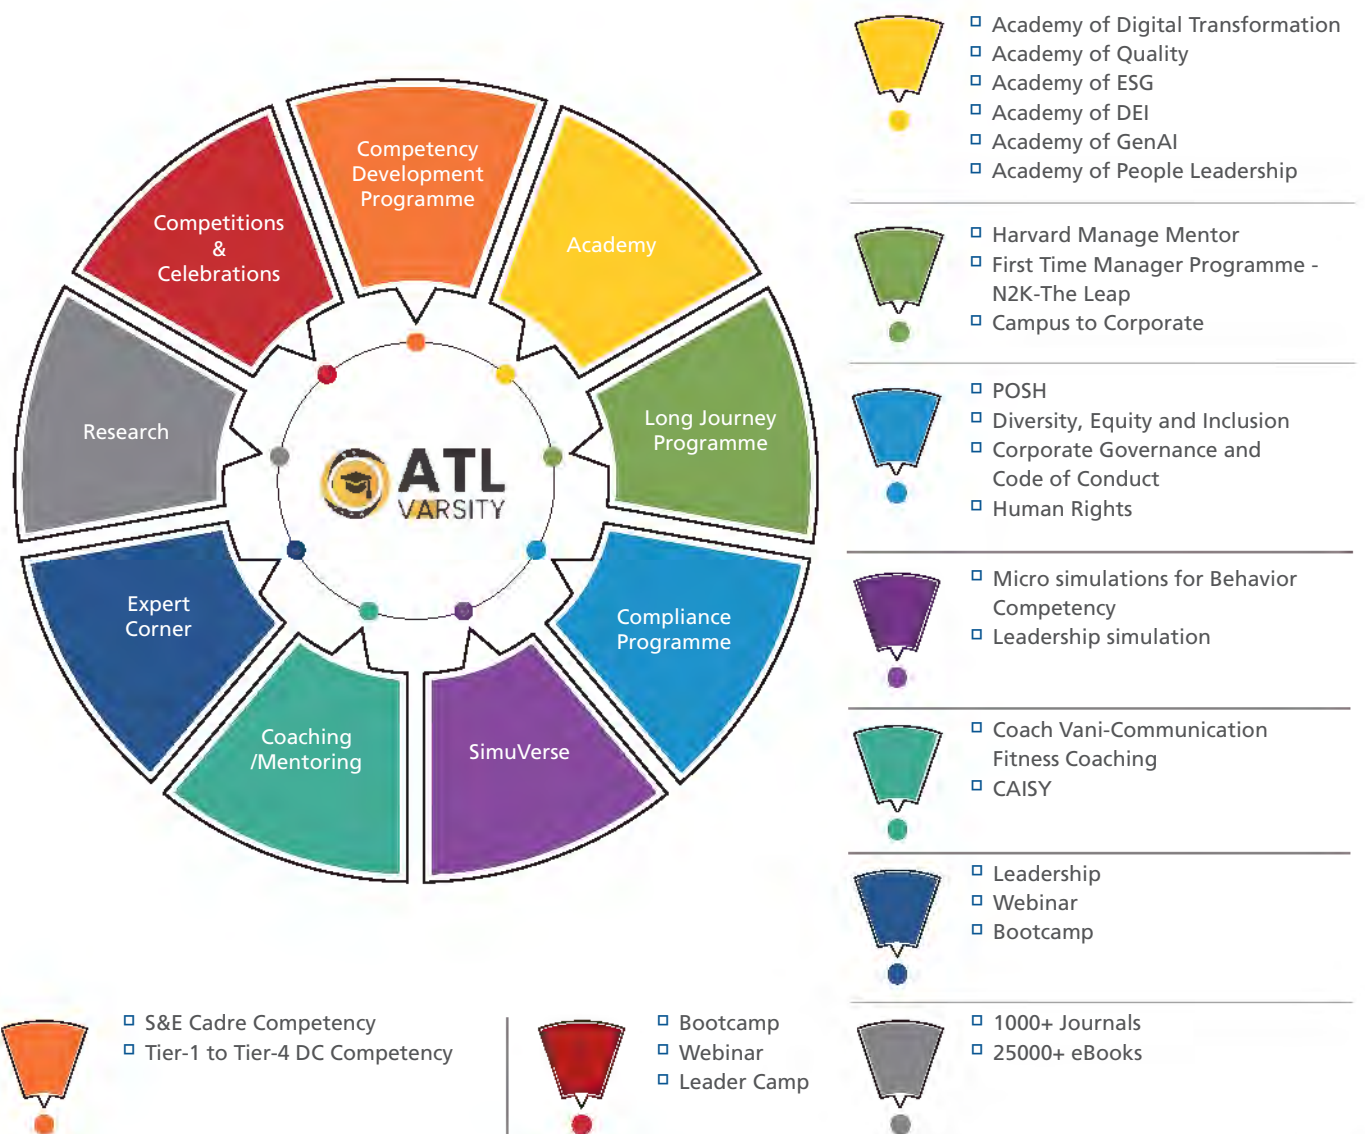 Competency
Development
Programme
Academy
Long Journey
Programme
Compliance
Programme
SimuVerse
Coaching
/Mentoring
Expert
Corner
Research
Competitions
&
Celebrations
ATL
VARSITY
Academy of Digital Transformation
Academy of Quality
Academy of ESG
Academy of DEI
Academy of GenAI
Academy of People Leadership
Harvard Manage Mentor
First Time Manager Programme -
N2K-The Leap
Campus to Corporate
POSH
Diversity, Equity and Inclusion
Corporate Governance and
Code of Conduct
Human Rights
Micro simulations for Behavior
Competency
Leadership simulation
Coach Vani-Communication
Fitness Coaching
CAISY
Leadership
Webinar
Bootcamp
S&E Cadre Competency
Tier-1 to Tier-4 DC Competency
Bootcamp
Webinar
Leader Camp
1000+ Journals
25000+ eBooks